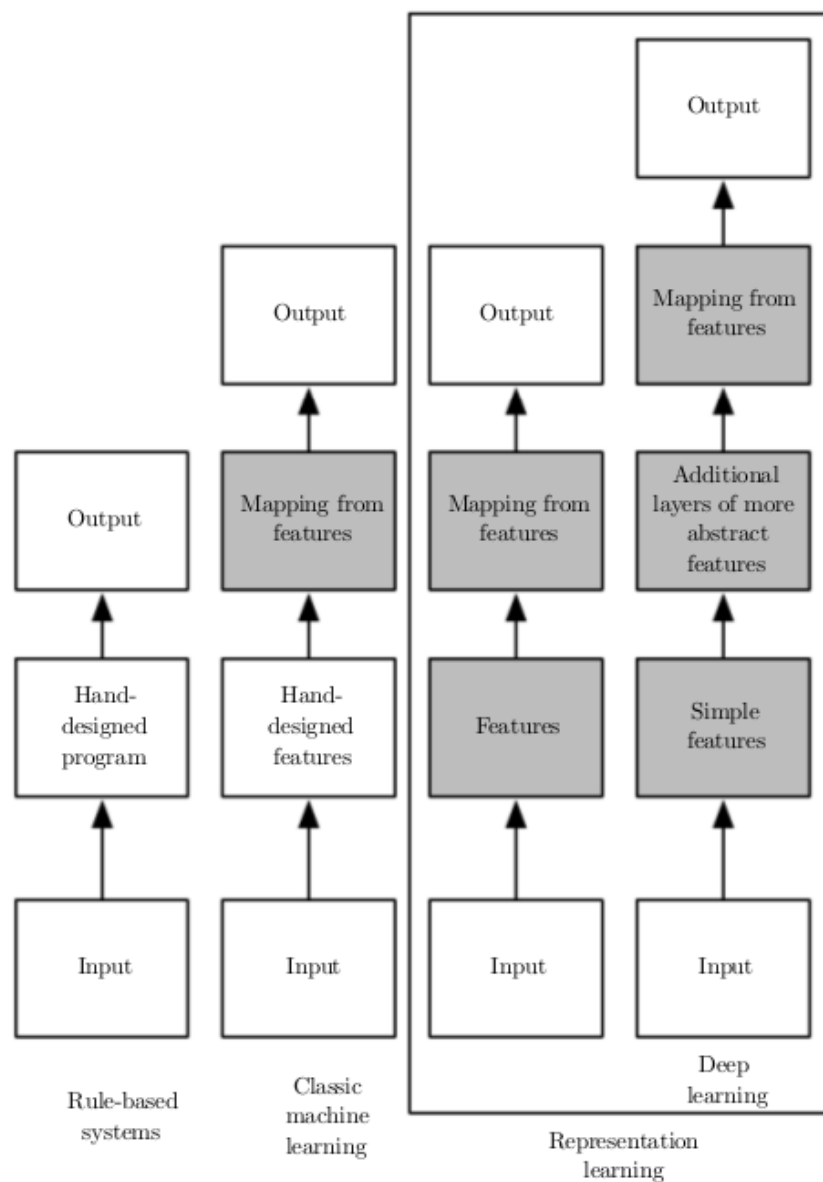 Output
Output
Output
Mapping from
features
Output
Mapping from
features
Mapping from
features
Additional
layers of more
abstract
features
Hand-
designed
program
Hand-
designed
features
Features
Simple
features
Input
Input
Input
Input
Rule-based
systems
Classic
machine
learning
Deep
learning
Representation
learning